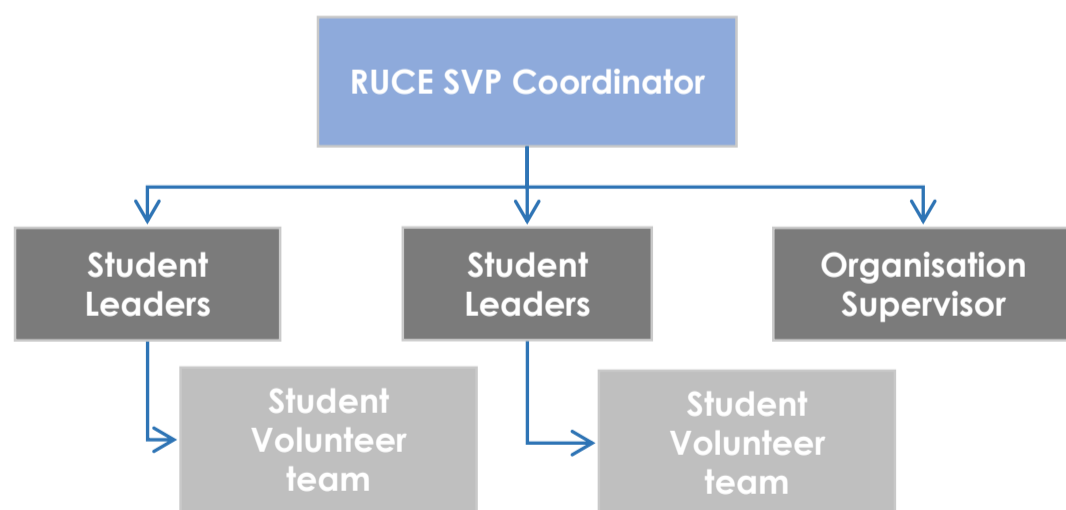 RUCE SVP Coordinator
Student
Leaders
Student
Leaders
Organisation
Supervisor
Student
Volunteer
team
Student
Volunteer
team